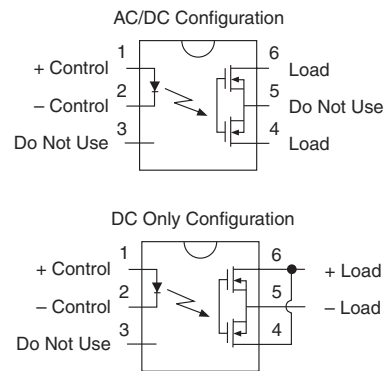 AC/DC Configuration
1
6
+ Control
Load
2
5
– Control
Do Not Use
3
4
Do Not Use
Load
DC Only Configuration
1
6
+ Control
+ Load
2
5
– Control
– Load
3
4
Do Not Use